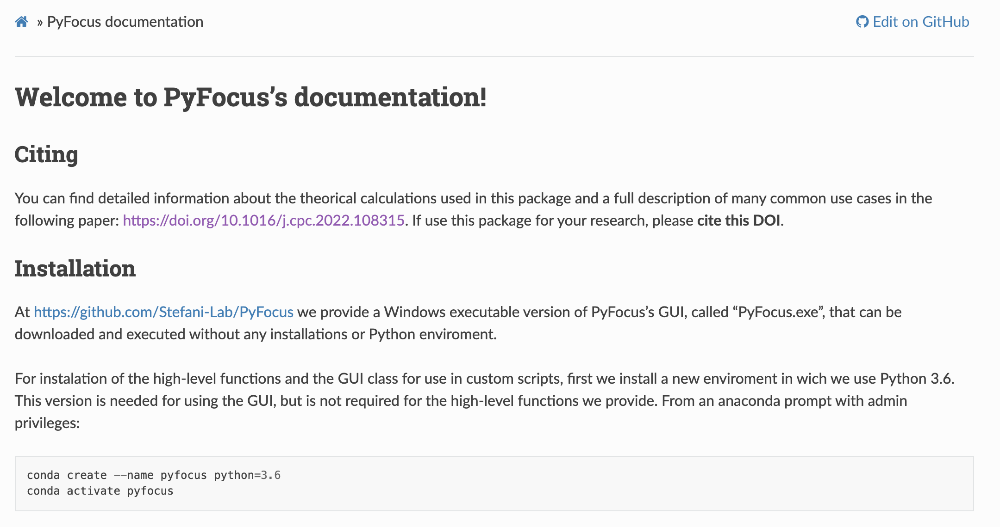 » PyFocus documentation
Edit on GitHub
Welcome to PyFocus’s documentation!
Citing
You can find detailed information about the theorical calculations used in this package and a full description of many common use cases in the
following paper: https://doi.org/10.1016/j.cpc.2022.108315. If use this package for your research, please cite this DOI.
Installation
At https://github.com/Stefani-Lab/PyFocus we provide a Windows executable version of PyFocus’s GUI, called “PyFocus.exe”, that can be
downloaded and executed without any installations or Python enviroment.
For instalation of the high-level functions and the GUI class for use in custom scripts, first we install a new enviroment in wich we use Python 3.6.
This version is needed for using the GUI, but is not required for the high-level functions we provide. From an anaconda prompt with admin
privileges:
conda create --name pyfocus python=3.6
conda activate pyfocus